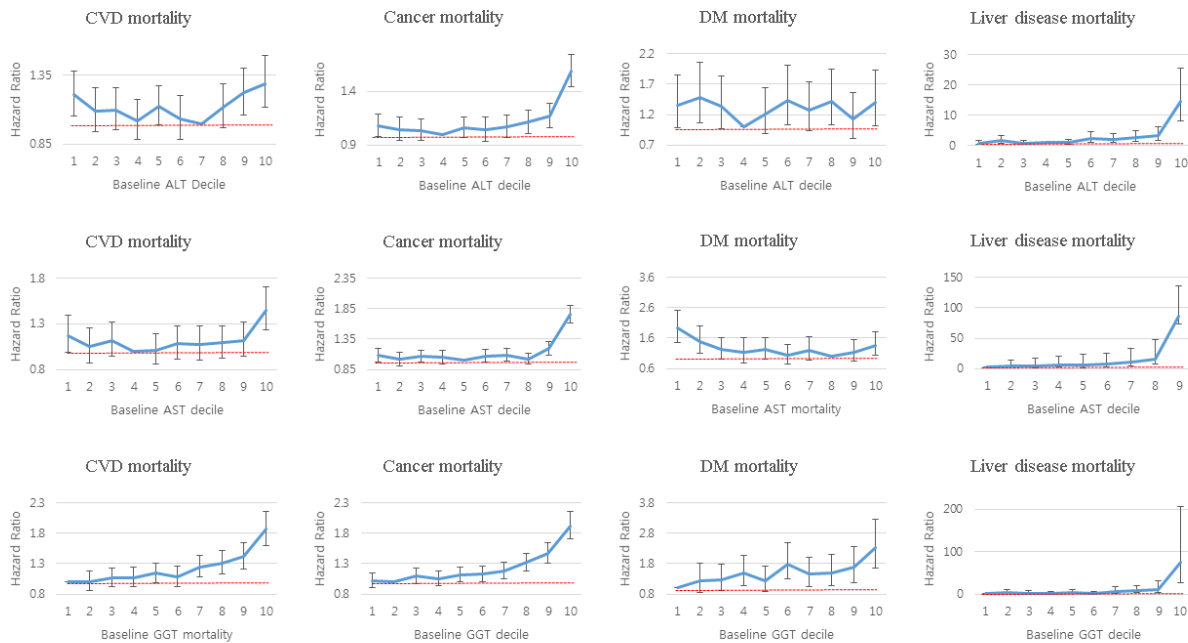 CVD mortality
Cancer mortality
DM mortality
Liver disease mortality
Hazard Ratio
1.35
0.85
1 2 3 4 5 6 7 8 9 10
Baseline ALT Decile
Hazard Ratio
1.4
0.9
1 2 3 4 5 6 7 8 9 10
Baseline ALT decile
Hazard Ratio
2.2
1.7
1.2
0.7
1 2 3 4 5 6 7 8 9 10
Baseline ALT decile
Hazard Ratio
30
20
10
0
1 2 3 4 5 6 7 8 9 10
Baseline ALT decile
CVD mortality
Cancer mortality
DM mortality
Liver disease mortality
Hazard Ratio
1.8
1.3
0.8
1 2 3 4 5 6 7 8 9 10
Baseline AST decile
Hazard Ratio
2.35
1.85
1.35
0.85
1 2 3 4 5 6 7 8 9 10
Baseline AST decile
Hazard Ratio
3.6
2.6
1.6
0.6
1 2 3 4 5 6 7 8 9 10
Baseline AST mortality
Hazard Ratio
150
100
50
0
1 2 3 4 5 6 7 8 9
Baseline AST decile
CVD mortality
Cancer mortality
DM mortality
Liver disease mortality
Hazard Ratio
2.3
1.8
1.3
0.8
1 2 3 4 5 6 7 8 9 10
Baseline GGT mortality
Hazard Ratio
2.3
1.8
1.3
0.8
1 2 3 4 5 6 7 8 9 10
Baseline GGT decile
Hazard Ratio
3.8
2.8
1.8
0.8
1 2 3 4 5 6 7 8 9 10
Baseline GGT decile
Hazard Ratio
200
100
0
1 2 3 4 5 6 7 8 9 10
Baseline GGT decile